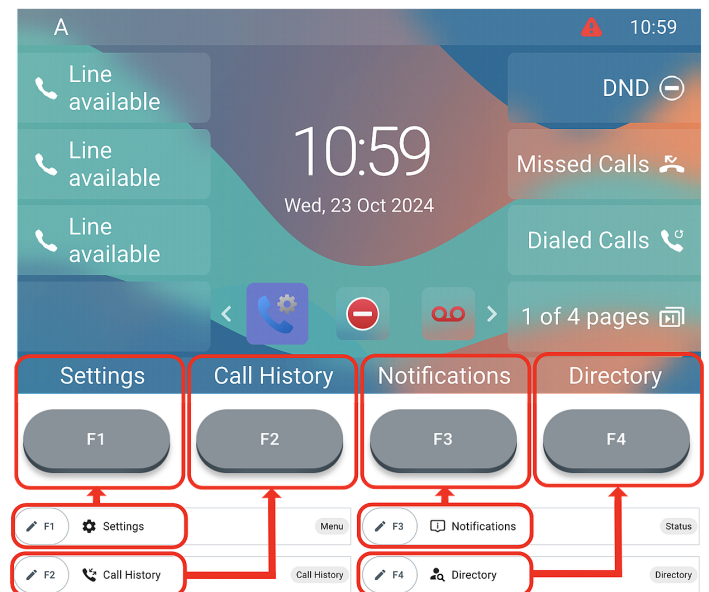 A
10:59
Line
available
Line
available
Line
available
10:59
Wed, 23 Oct 2024
DND
Missed Calls
Dialed Calls
1 of 4 pages
Settings
Call History
Notifications
Directory
F1
F2
F3
F4
F1 Settings Menu
F3 Notifications Status
F2 Call History Call History
F4 Directory Directory